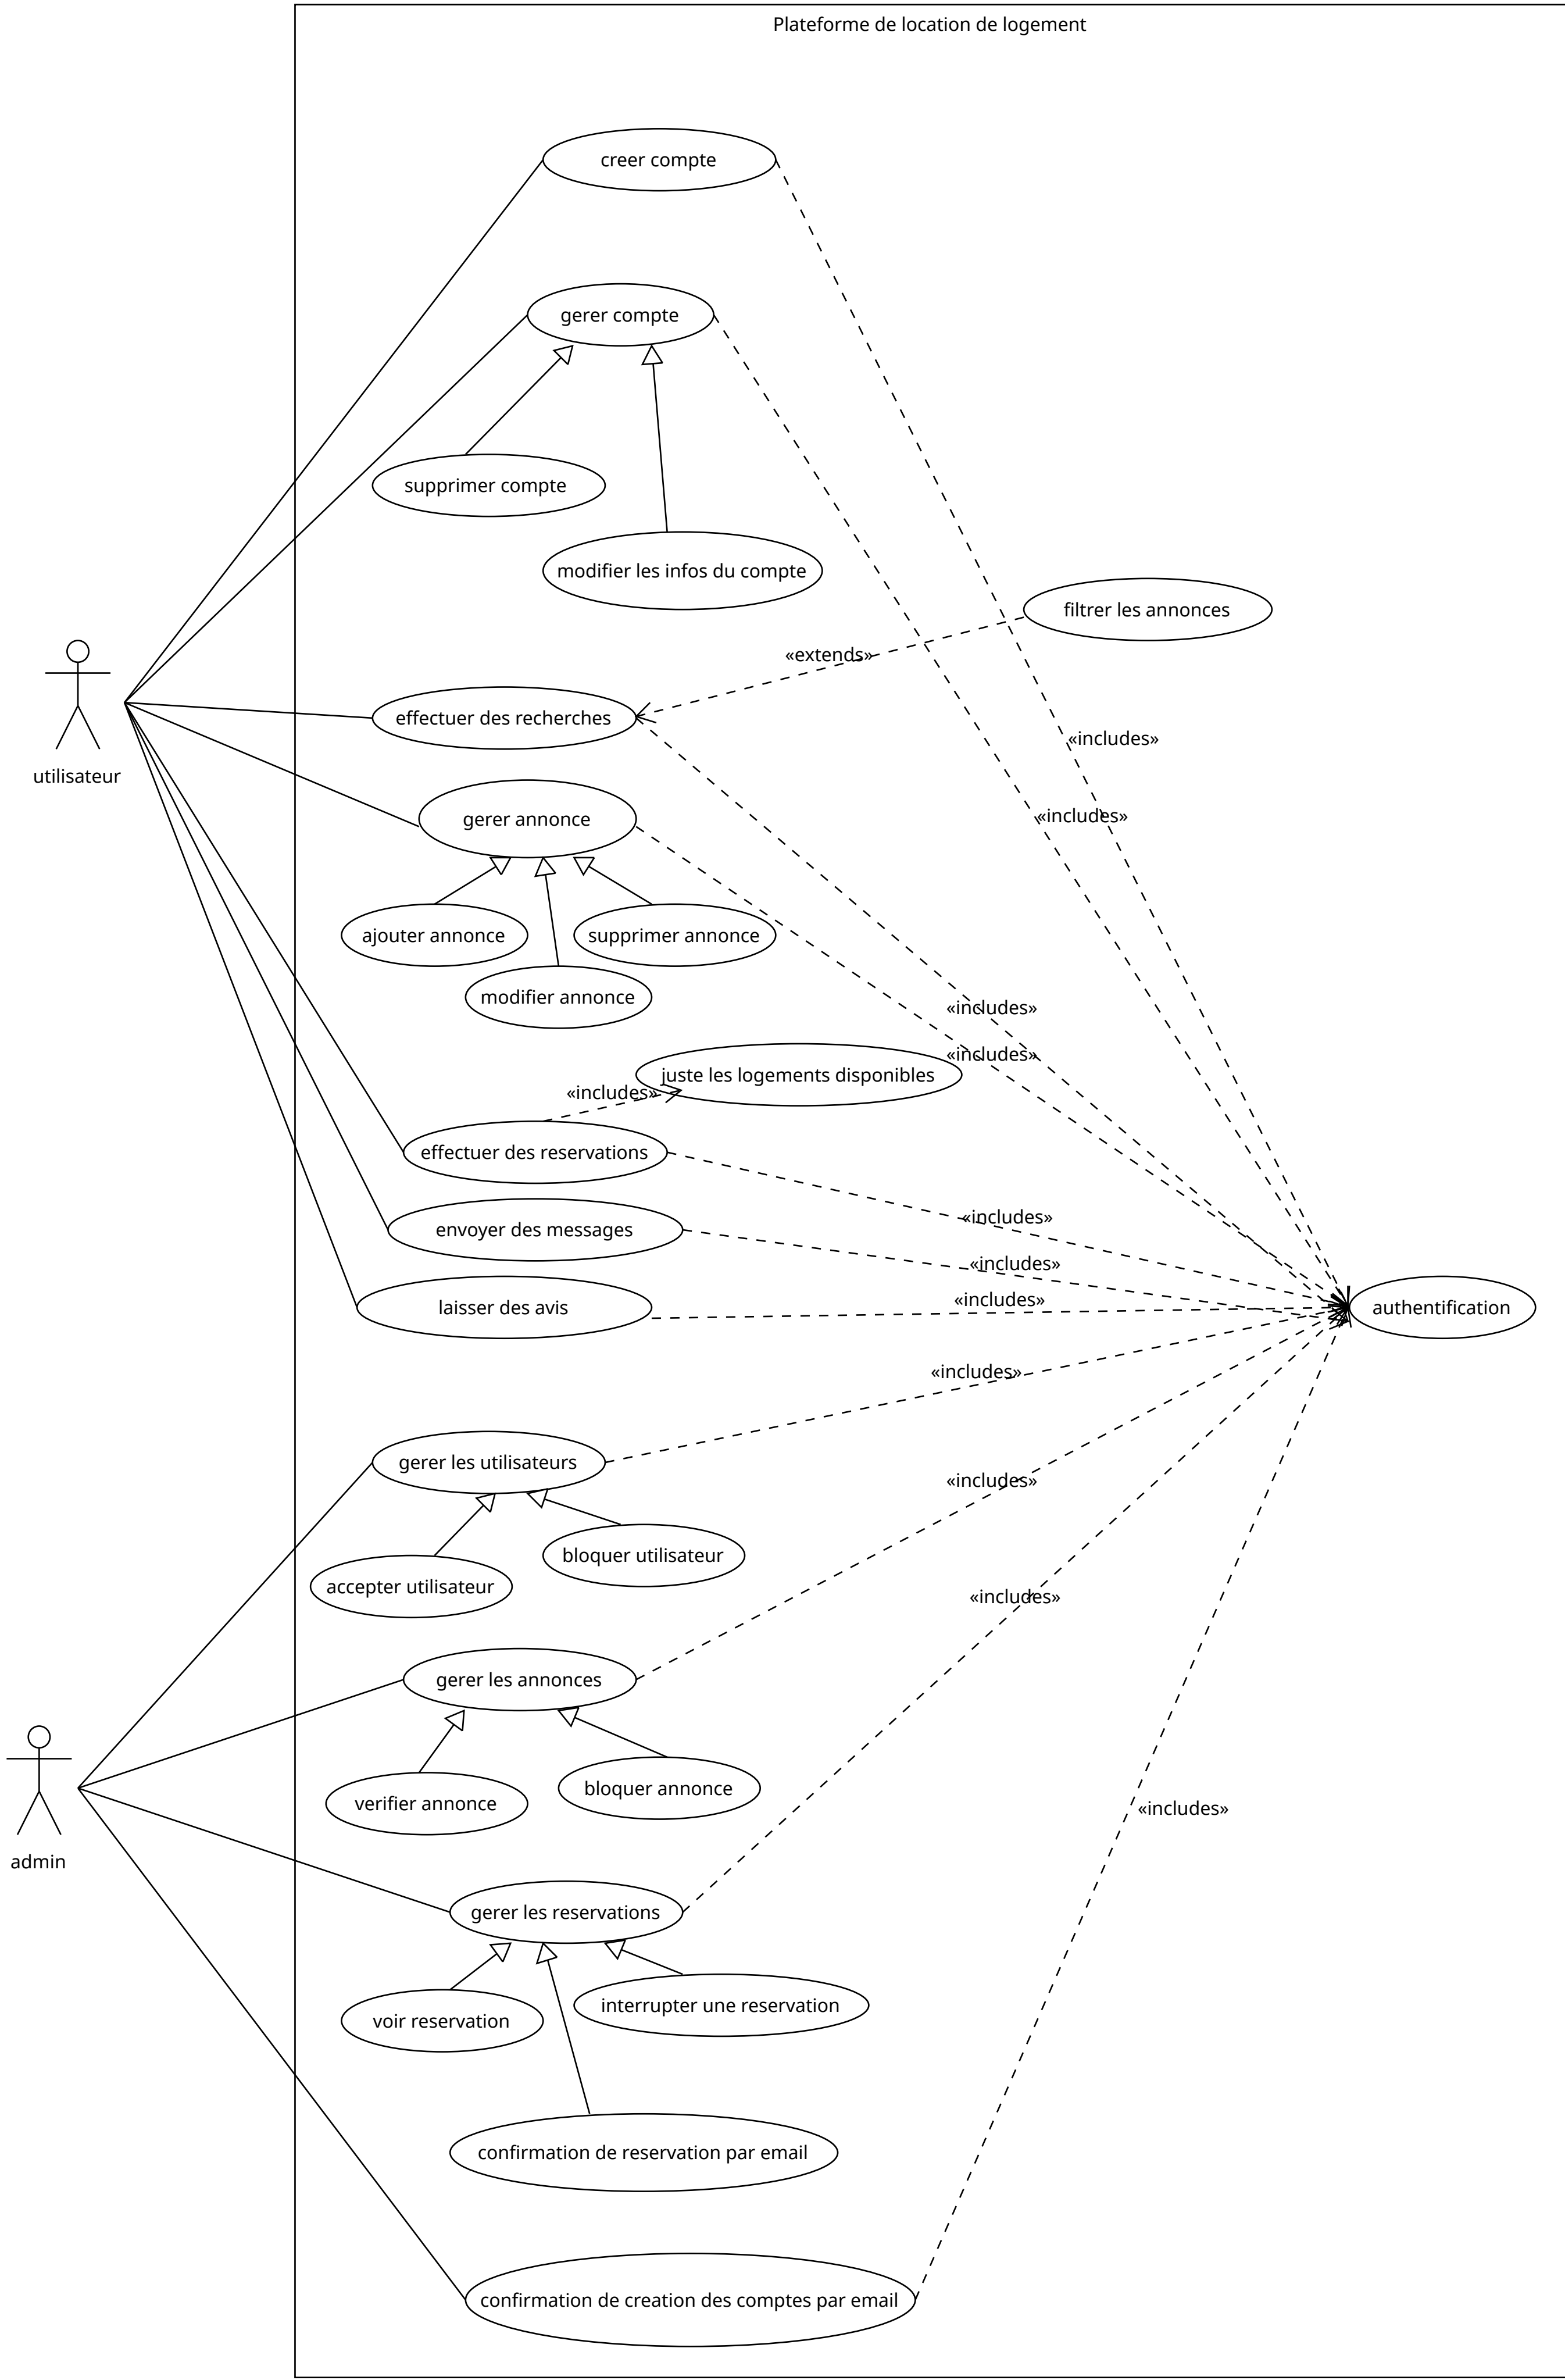 Plateforme de location de logement
creer compte
gerer compte
supprimer compte
modifier les infos du compte
filtrer les annonces
«extends»
effectuer des recherches
«includes»
utilisateur
gerer annonce
«includes»
ajouter annonce
supprimer annonce
modifier annonce
«includes»
«includes»
juste les logements disponibles
«includes»
effectuer des reservations
«includes»
envoyer des messages
«includes»
laisser des avis
«includes»
authentification
«includes»
gerer les utilisateurs
«includes»
bloquer utilisateur
accepter utilisateur
«includes»
gerer les annonces
bloquer annonce
verifier annonce
«includes»
admin
gerer les reservations
interrupter une reservation
voir reservation
confirmation de reservation par email
confirmation de creation des comptes par email